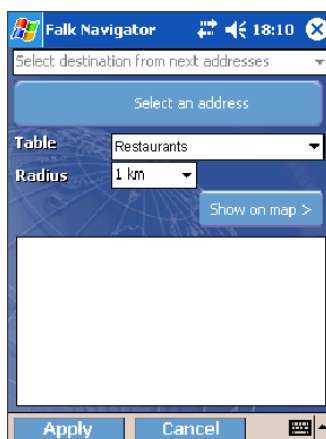 Falk Navigator 18:10
Select destination from next addresses
Select an address
Table Restaurants
Radius 1 km
Show on map >
Apply Cancel